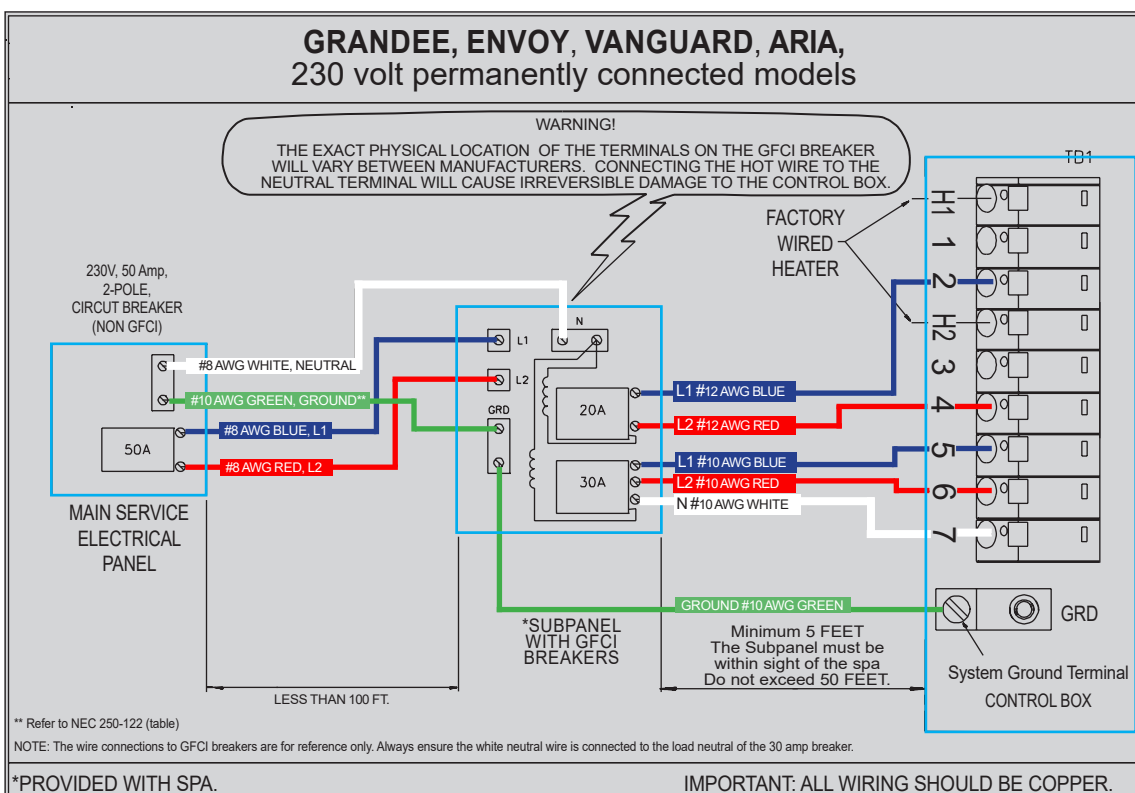 GRANDEE, ENVOY, VANGUARD, ARIA,
230 volt permanently connected models
WARNING!
THE EXACT PHYSICAL LOCATION OF THE TERMINALS ON THE GFCI BREAKER
WILL VARY BETWEEN MANUFACTURERS. CONNECTING THE HOT WIRE TO THE
NEUTRAL TERMINAL WILL CAUSE IRREVERSIBLE DAMAGE TO THE CONTROL BOX.
TB1
FACTORY
WIRED
HEATER
H1
1
2
H2
3
4
5
6
7
230V, 50 Amp,
2-POLE,
CIRCUT BREAKER
(NON GFCI)
#8 AWG WHITE, NEUTRAL
#10 AWG GREEN, GROUND**
#8 AWG BLUE, L1
#8 AWG RED, L2
50A
MAIN SERVICE
ELECTRICAL
PANEL
L1
N
L2
GRD
20A
30A
L1 #12 AWG BLUE
L2 #12 AWG RED
L1 #10 AWG BLUE
L2 #10 AWG RED
N #10 AWG WHITE
GROUND #10 AWG GREEN
GRD
*SUBPANEL
WITH GFCI
BREAKERS
Minimum 5 FEET
The Subpanel must be
within sight of the spa
Do not exceed 50 FEET.
System Ground Terminal
CONTROL BOX
LESS THAN 100 FT.
** Refer to NEC 250-122 (table)
NOTE: The wire connections to GFCI breakers are for reference only. Always ensure the white neutral wire is connected to the load neutral of the 30 amp breaker.
*PROVIDED WITH SPA.
IMPORTANT: ALL WIRING SHOULD BE COPPER.